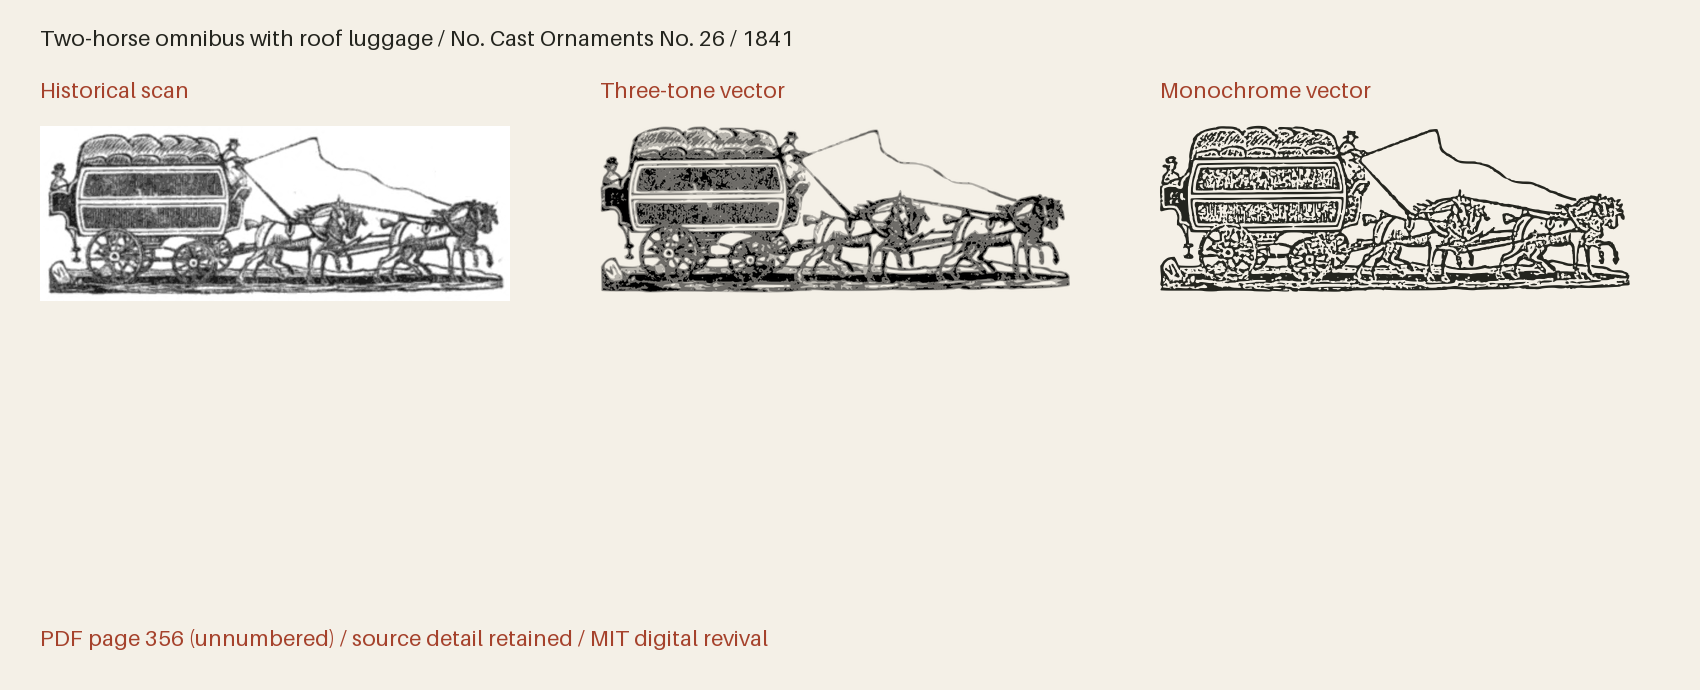 Two-horse omnibus with roof luggage / No. Cast Ornaments No. 26 / 1841
Historical scan
Three-tone vector
Monochrome vector
PDF page 356 (unnumbered) / source detail retained / MIT digital revival